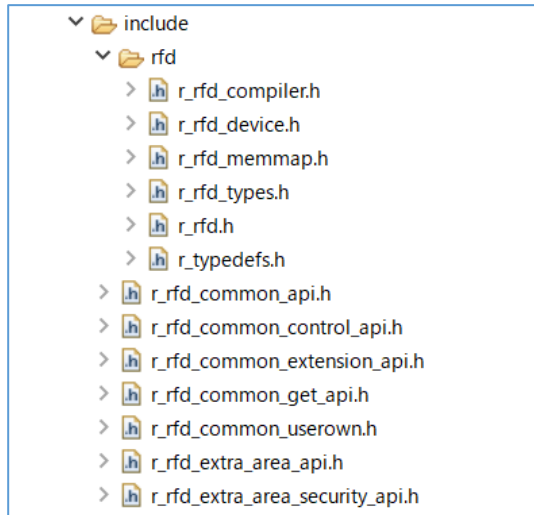 include
rfd
r_rfd_compiler.h
r_rfd_device.h
r_rfd_memmap.h
r_rfd_types.h
r_rfd.h
r_typedefs.h
r_rfd_common_api.h
r_rfd_common_control_api.h
r_rfd_common_extension_api.h
r_rfd_common_get_api.h
r_rfd_common_userown.h
r_rfd_extra_area_api.h
r_rfd_extra_area_security_api.h